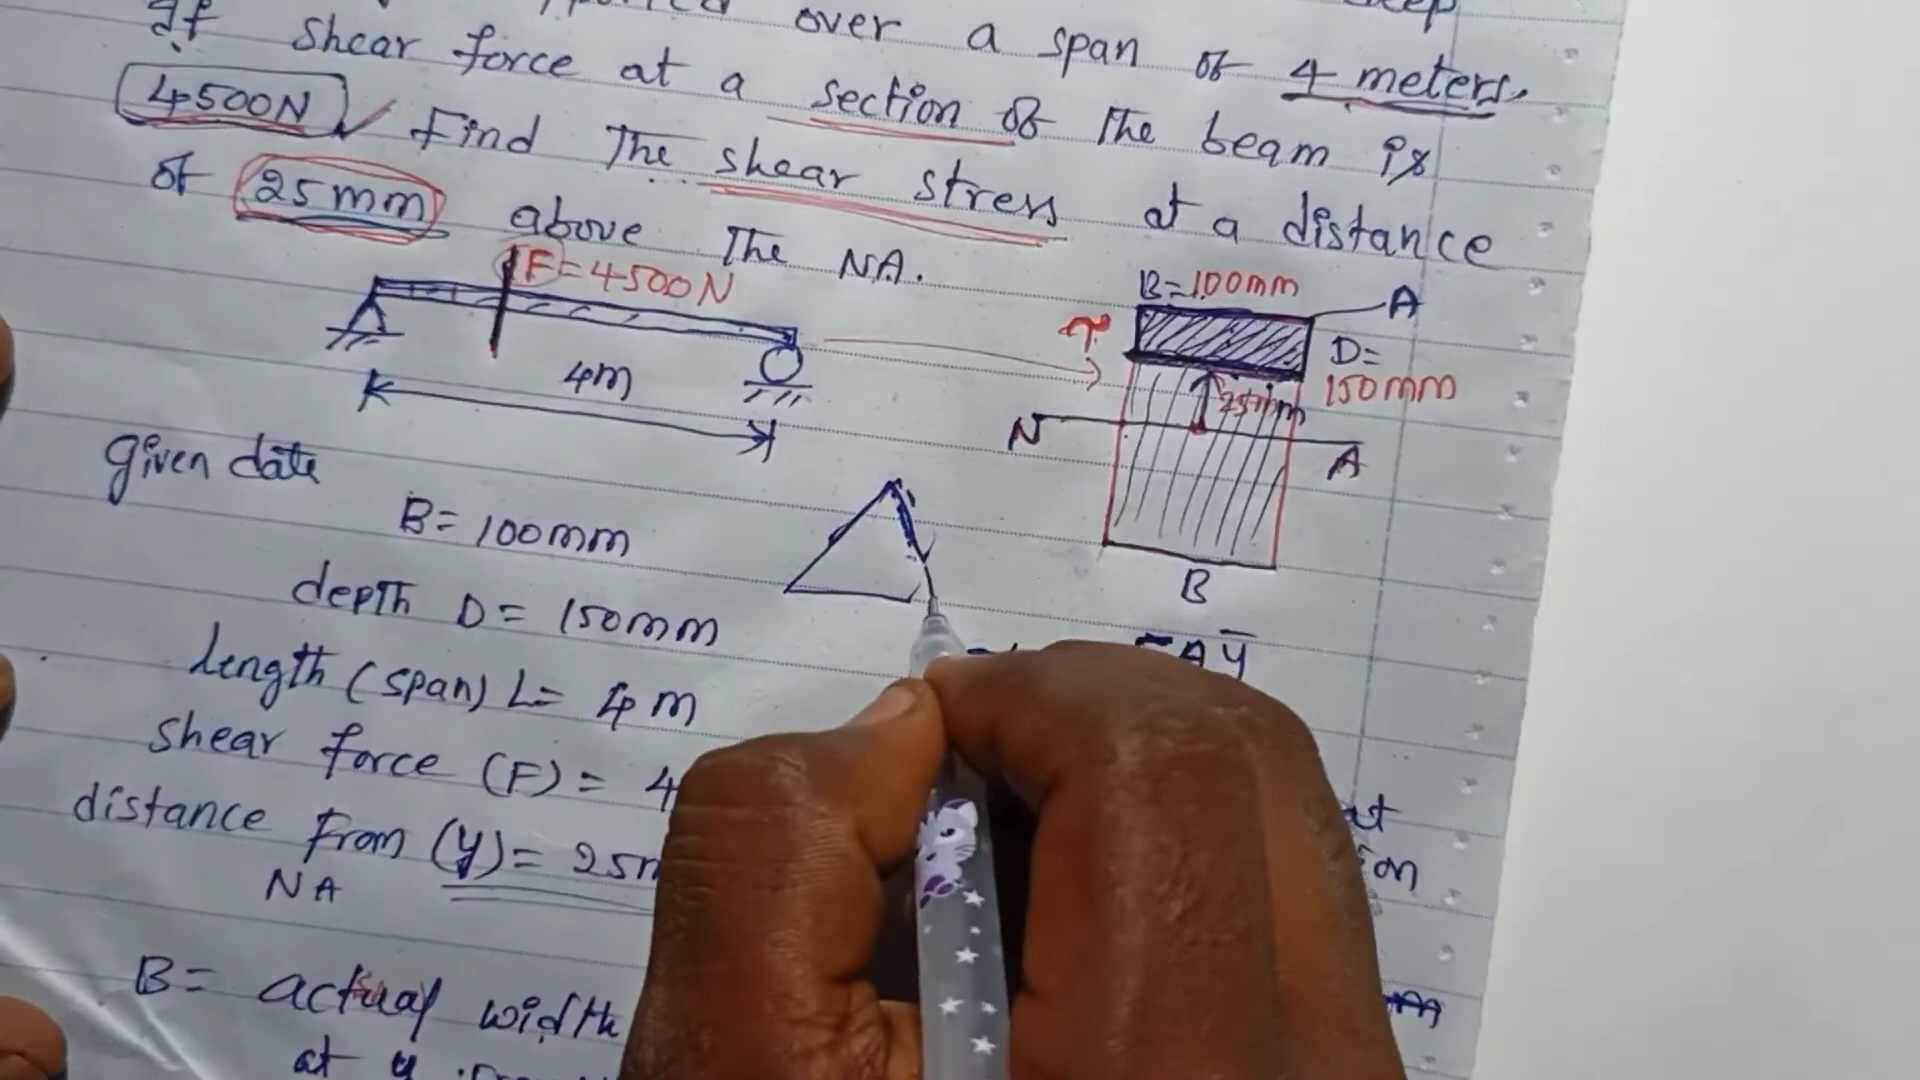 over a span of 4 meters.
If shear force at a section of the beam is
4500N Find the shear stress at a distance
of 25mm above the NA.
F=4500N
4m
B=100mm
A
D=
150mm
25mm
N
A
B
given date
B= 100mm
depth D= 150mm
Length (span) L= 4m
shear force (F)= 4
distance from (y)= 25
NA
A ȳ
at
B= actual width
at y